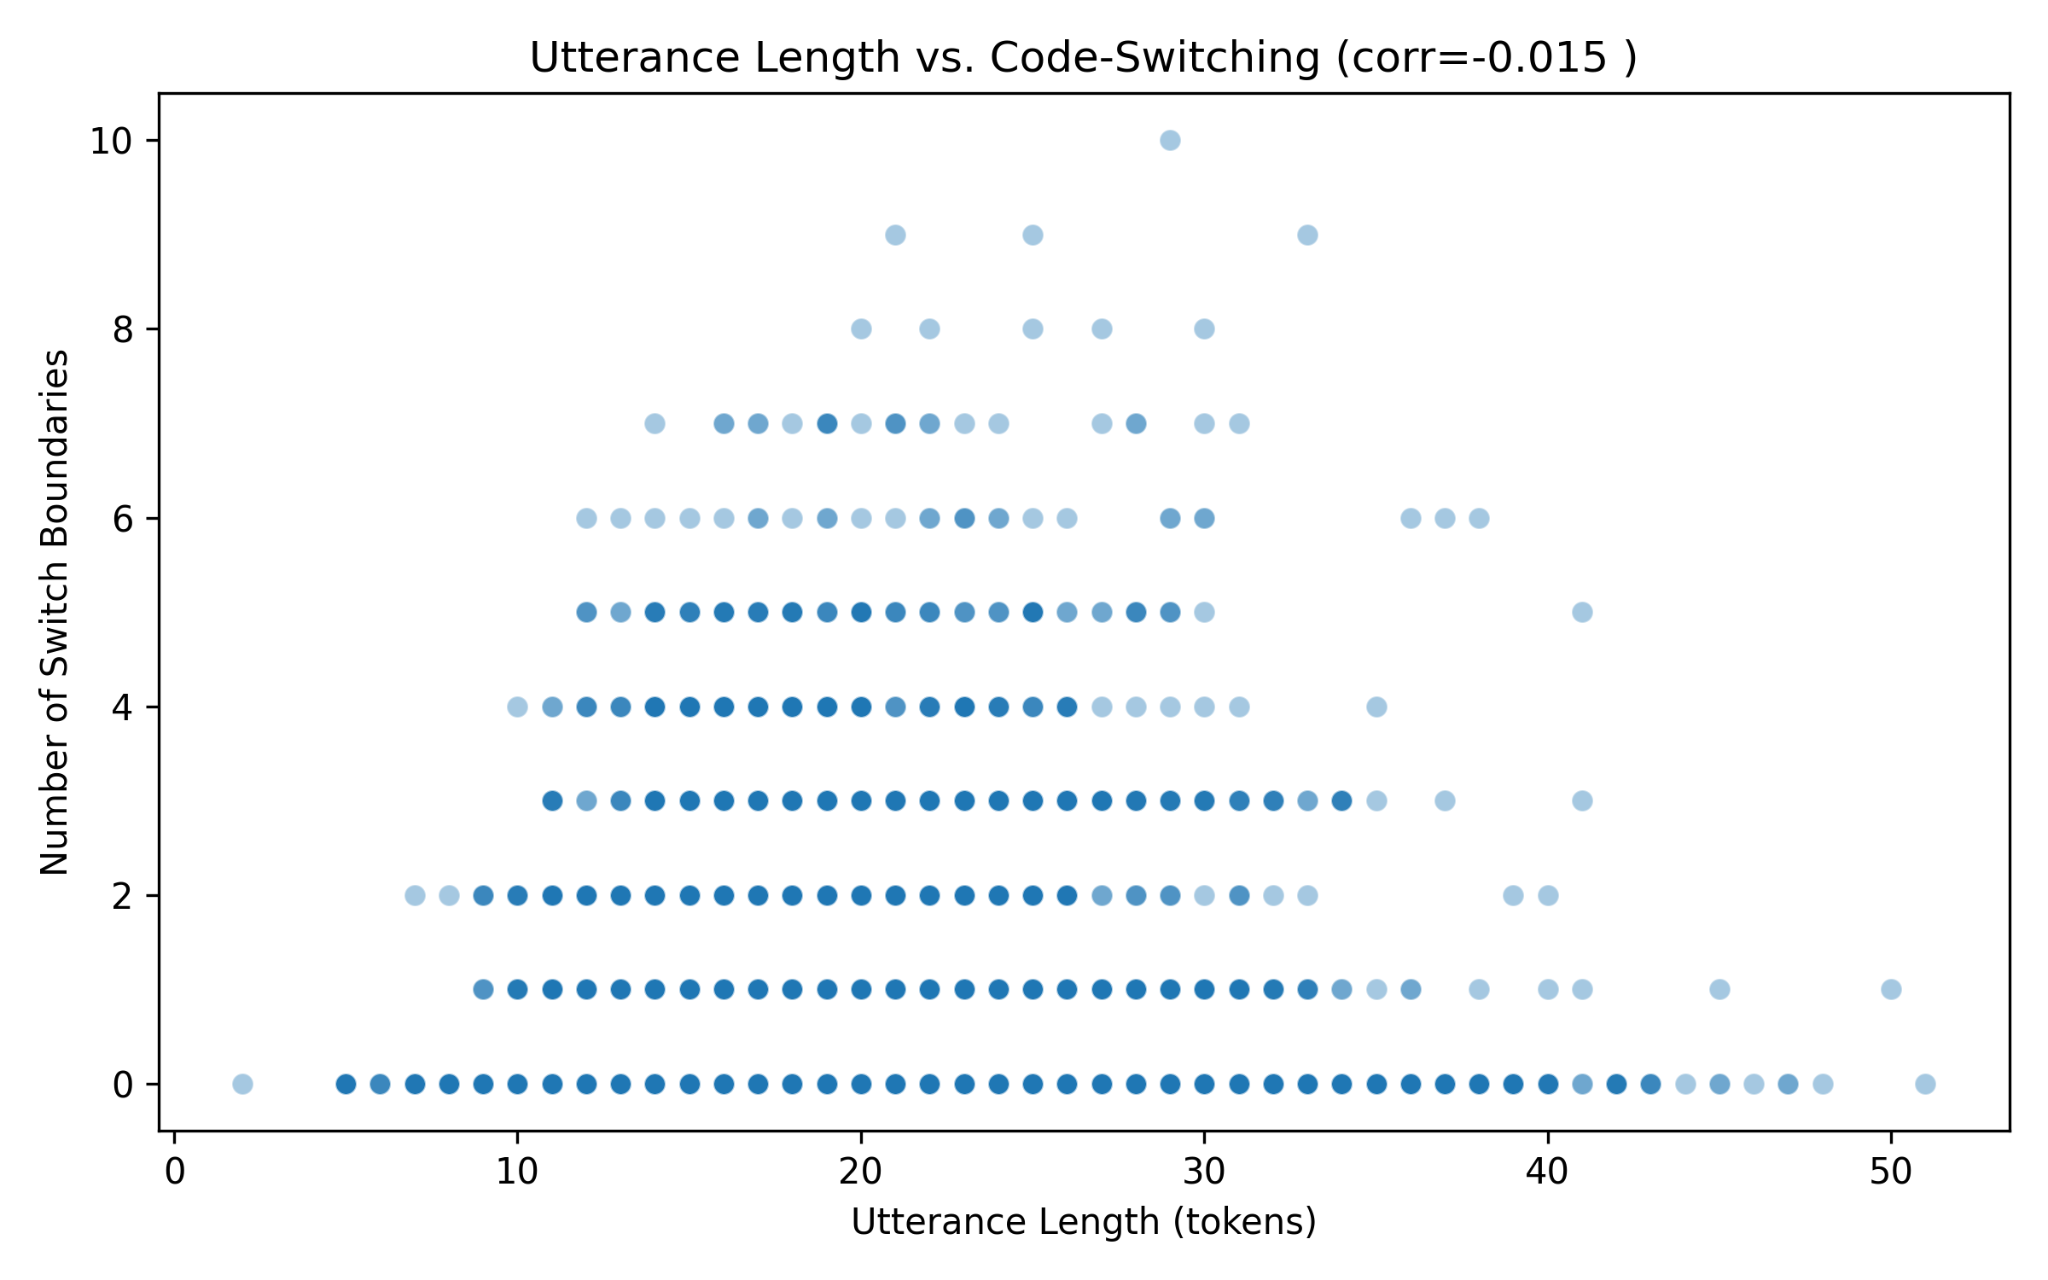 Utterance Length vs. Code-Switching (corr=-0.015 )
Number of Switch Boundaries
10
8
6
4
2
0
0 10 20 30 40 50
Utterance Length (tokens)